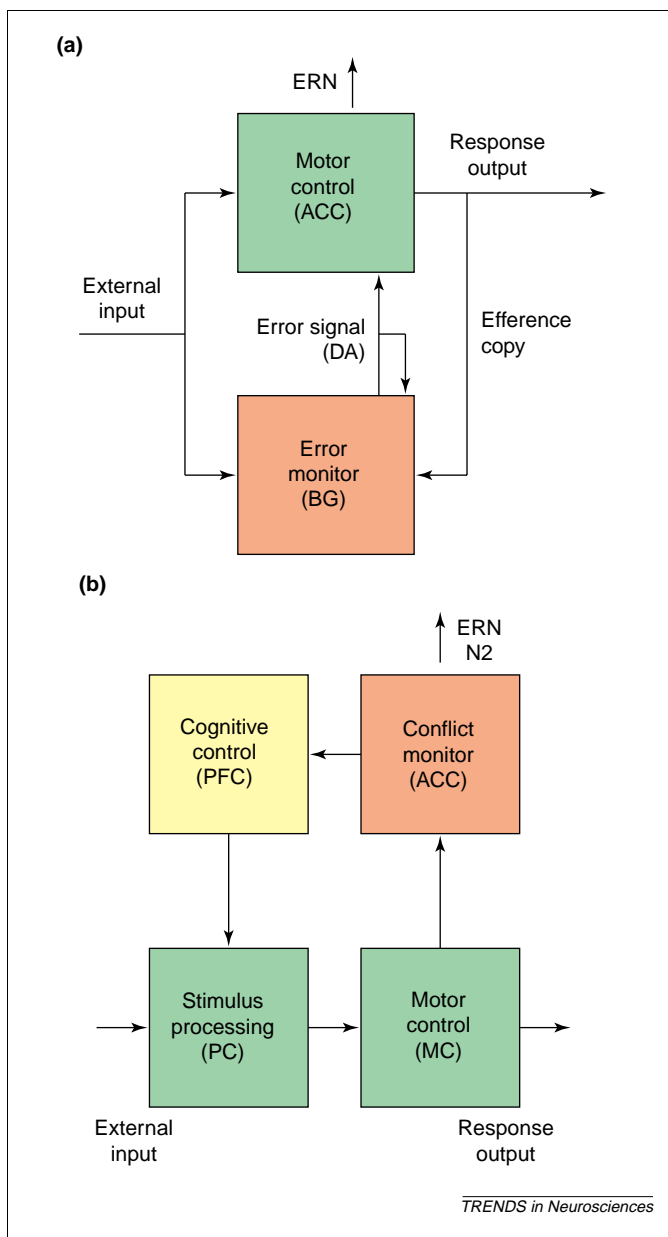 (a)
ERN
Motor
control
(ACC)
Response
output
External
input
Error signal
(DA)
Efference
copy
Error
monitor
(BG)
(b)
ERN
N2
Cognitive
control
(PFC)
Conflict
monitor
(ACC)
Stimulus
processing
(PC)
Motor
control
(MC)
External
input
Response
output
TRENDS in Neurosciences